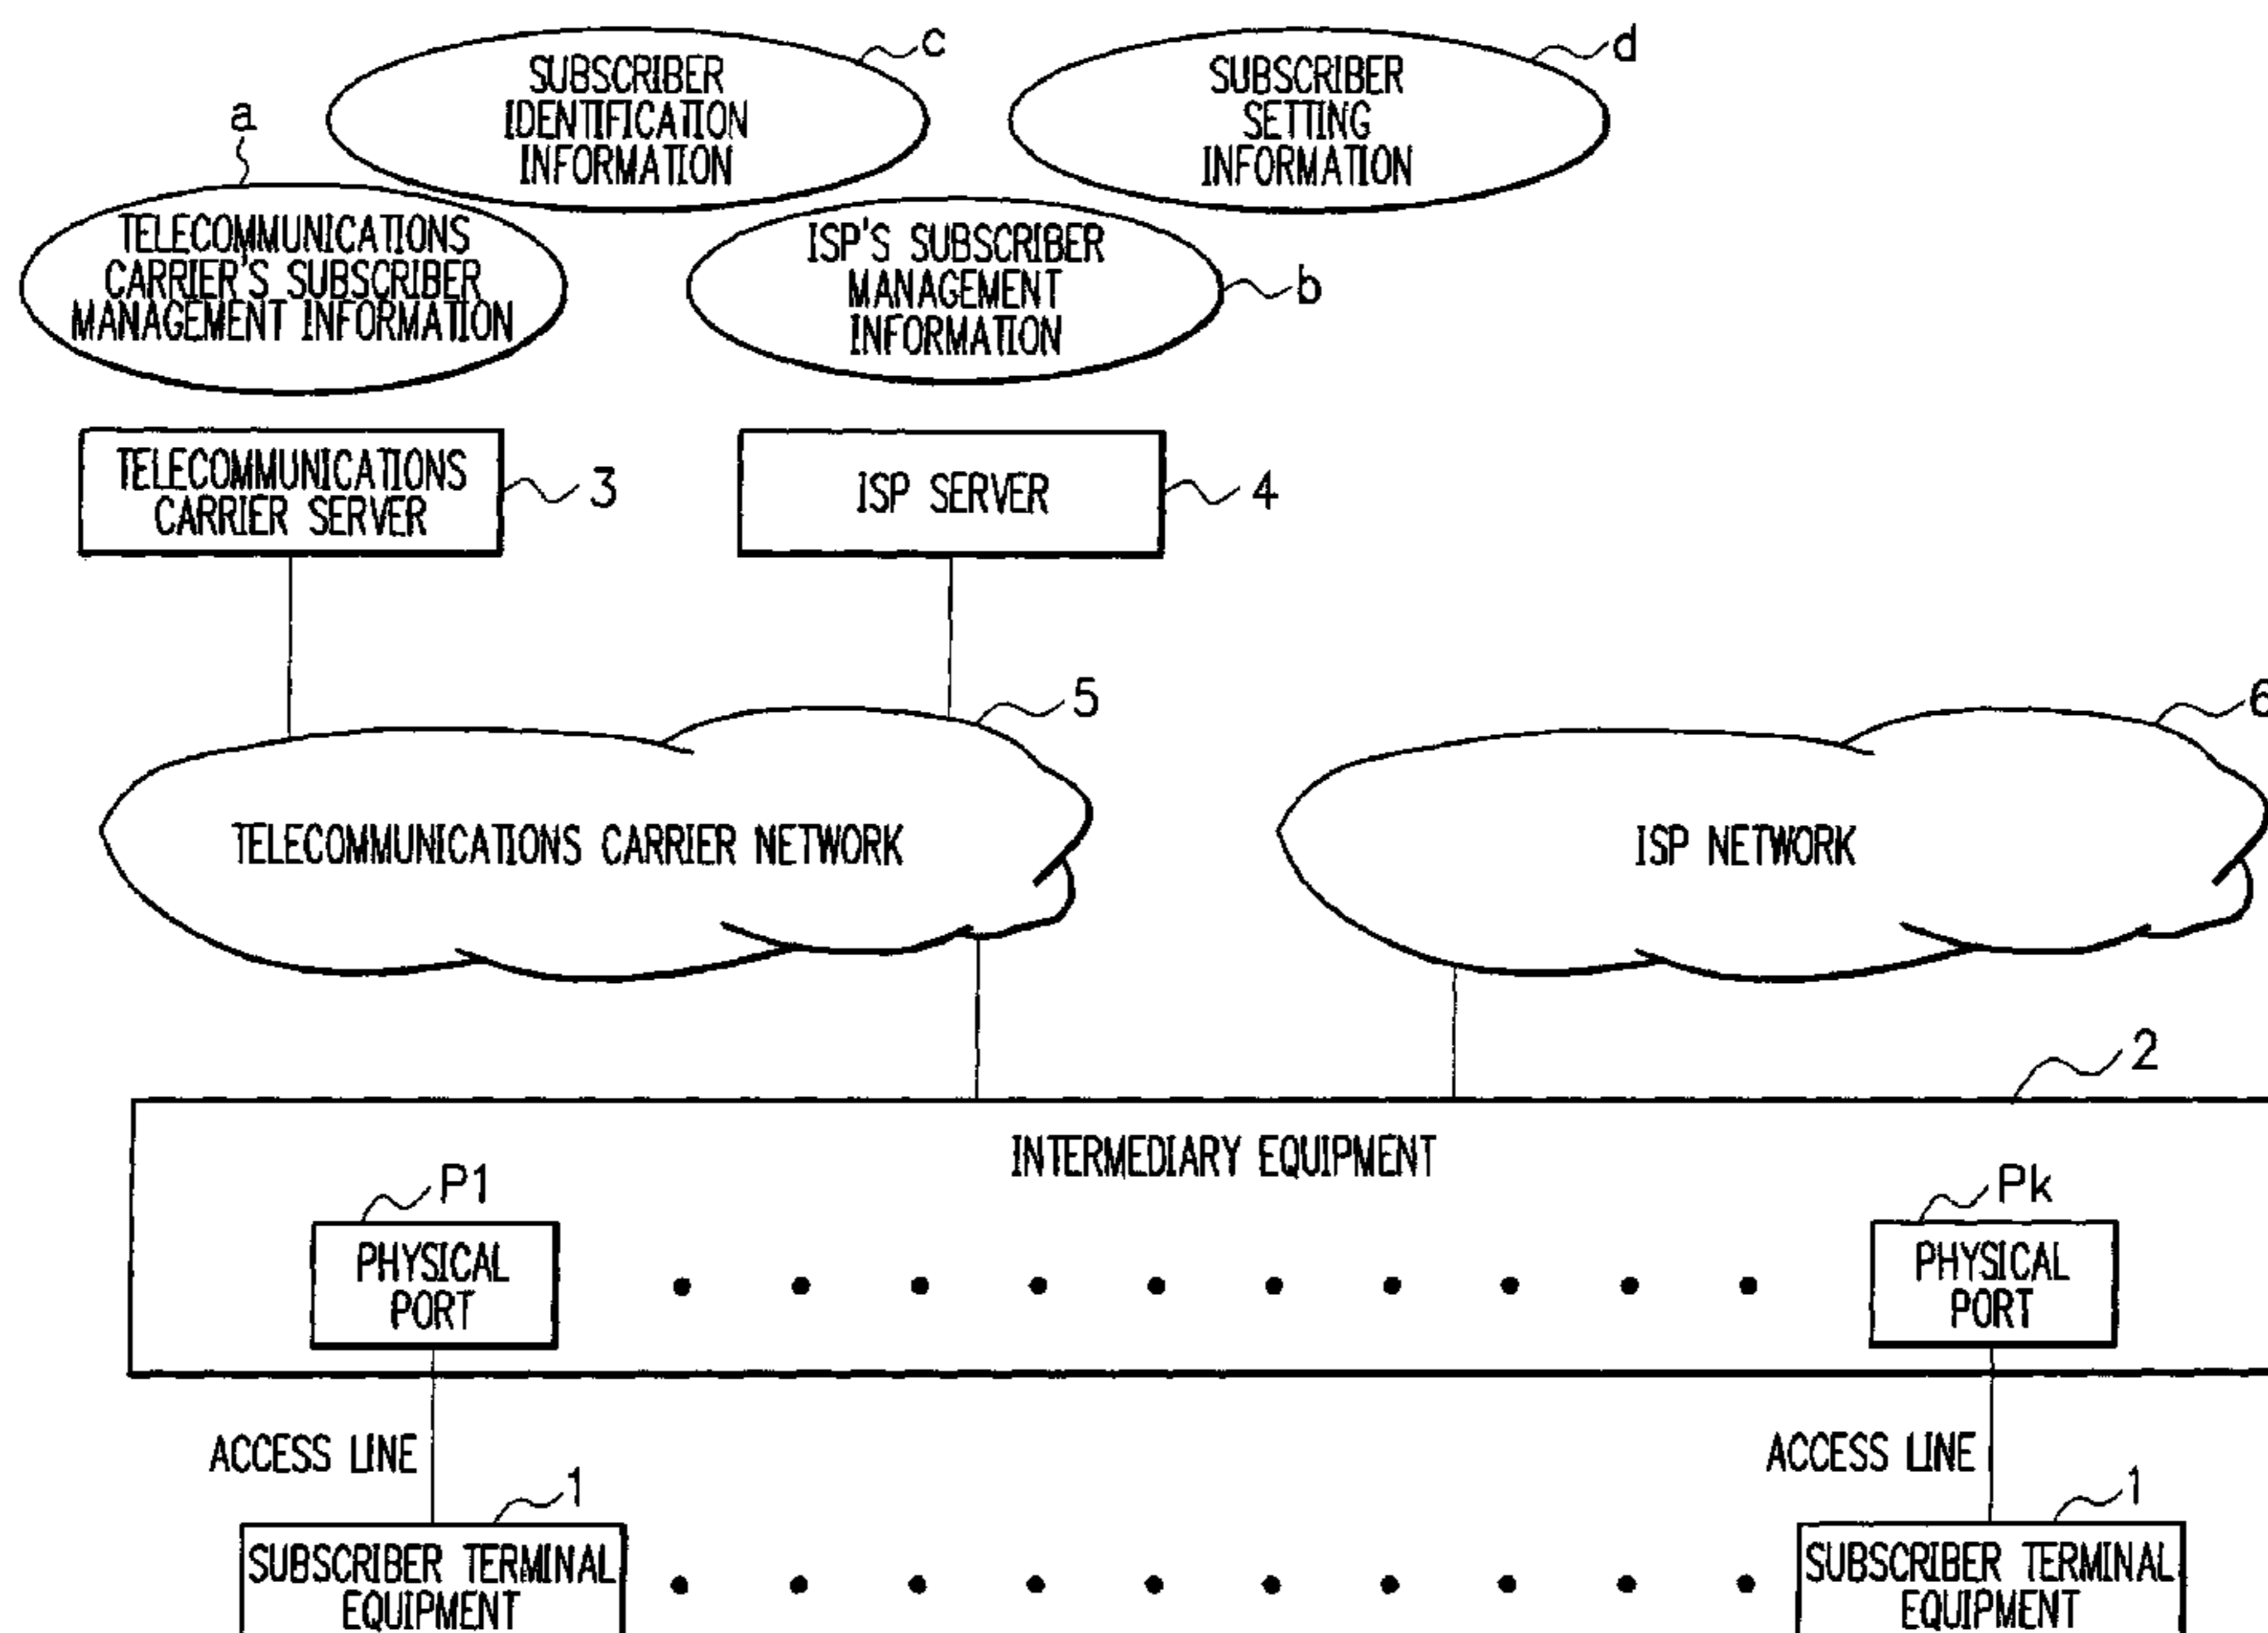 c
SUBSCRIBER
IDENTIFICATION
INFORMATION
d
SUBSCRIBER
SETTING
INFORMATION
a
TELECOMMUNICATIONS
CARRIER'S SUBSCRIBER
MANAGEMENT INFORMATION
ISP'S SUBSCRIBER
MANAGEMENT
INFORMATION
b
TELECOMMUNICATIONS
CARRIER SERVER
3
ISP SERVER
4
5
6
TELECOMMUNICATIONS CARRIER NETWORK
ISP NETWORK
2
INTERMEDIARY EQUIPMENT
P1
PHYSICAL
PORT
Pk
PHYSICAL
PORT
ACCESS LINE
ACCESS LINE
1
SUBSCRIBER TERMINAL
EQUIPMENT
1
SUBSCRIBER TERMINAL
EQUIPMENT